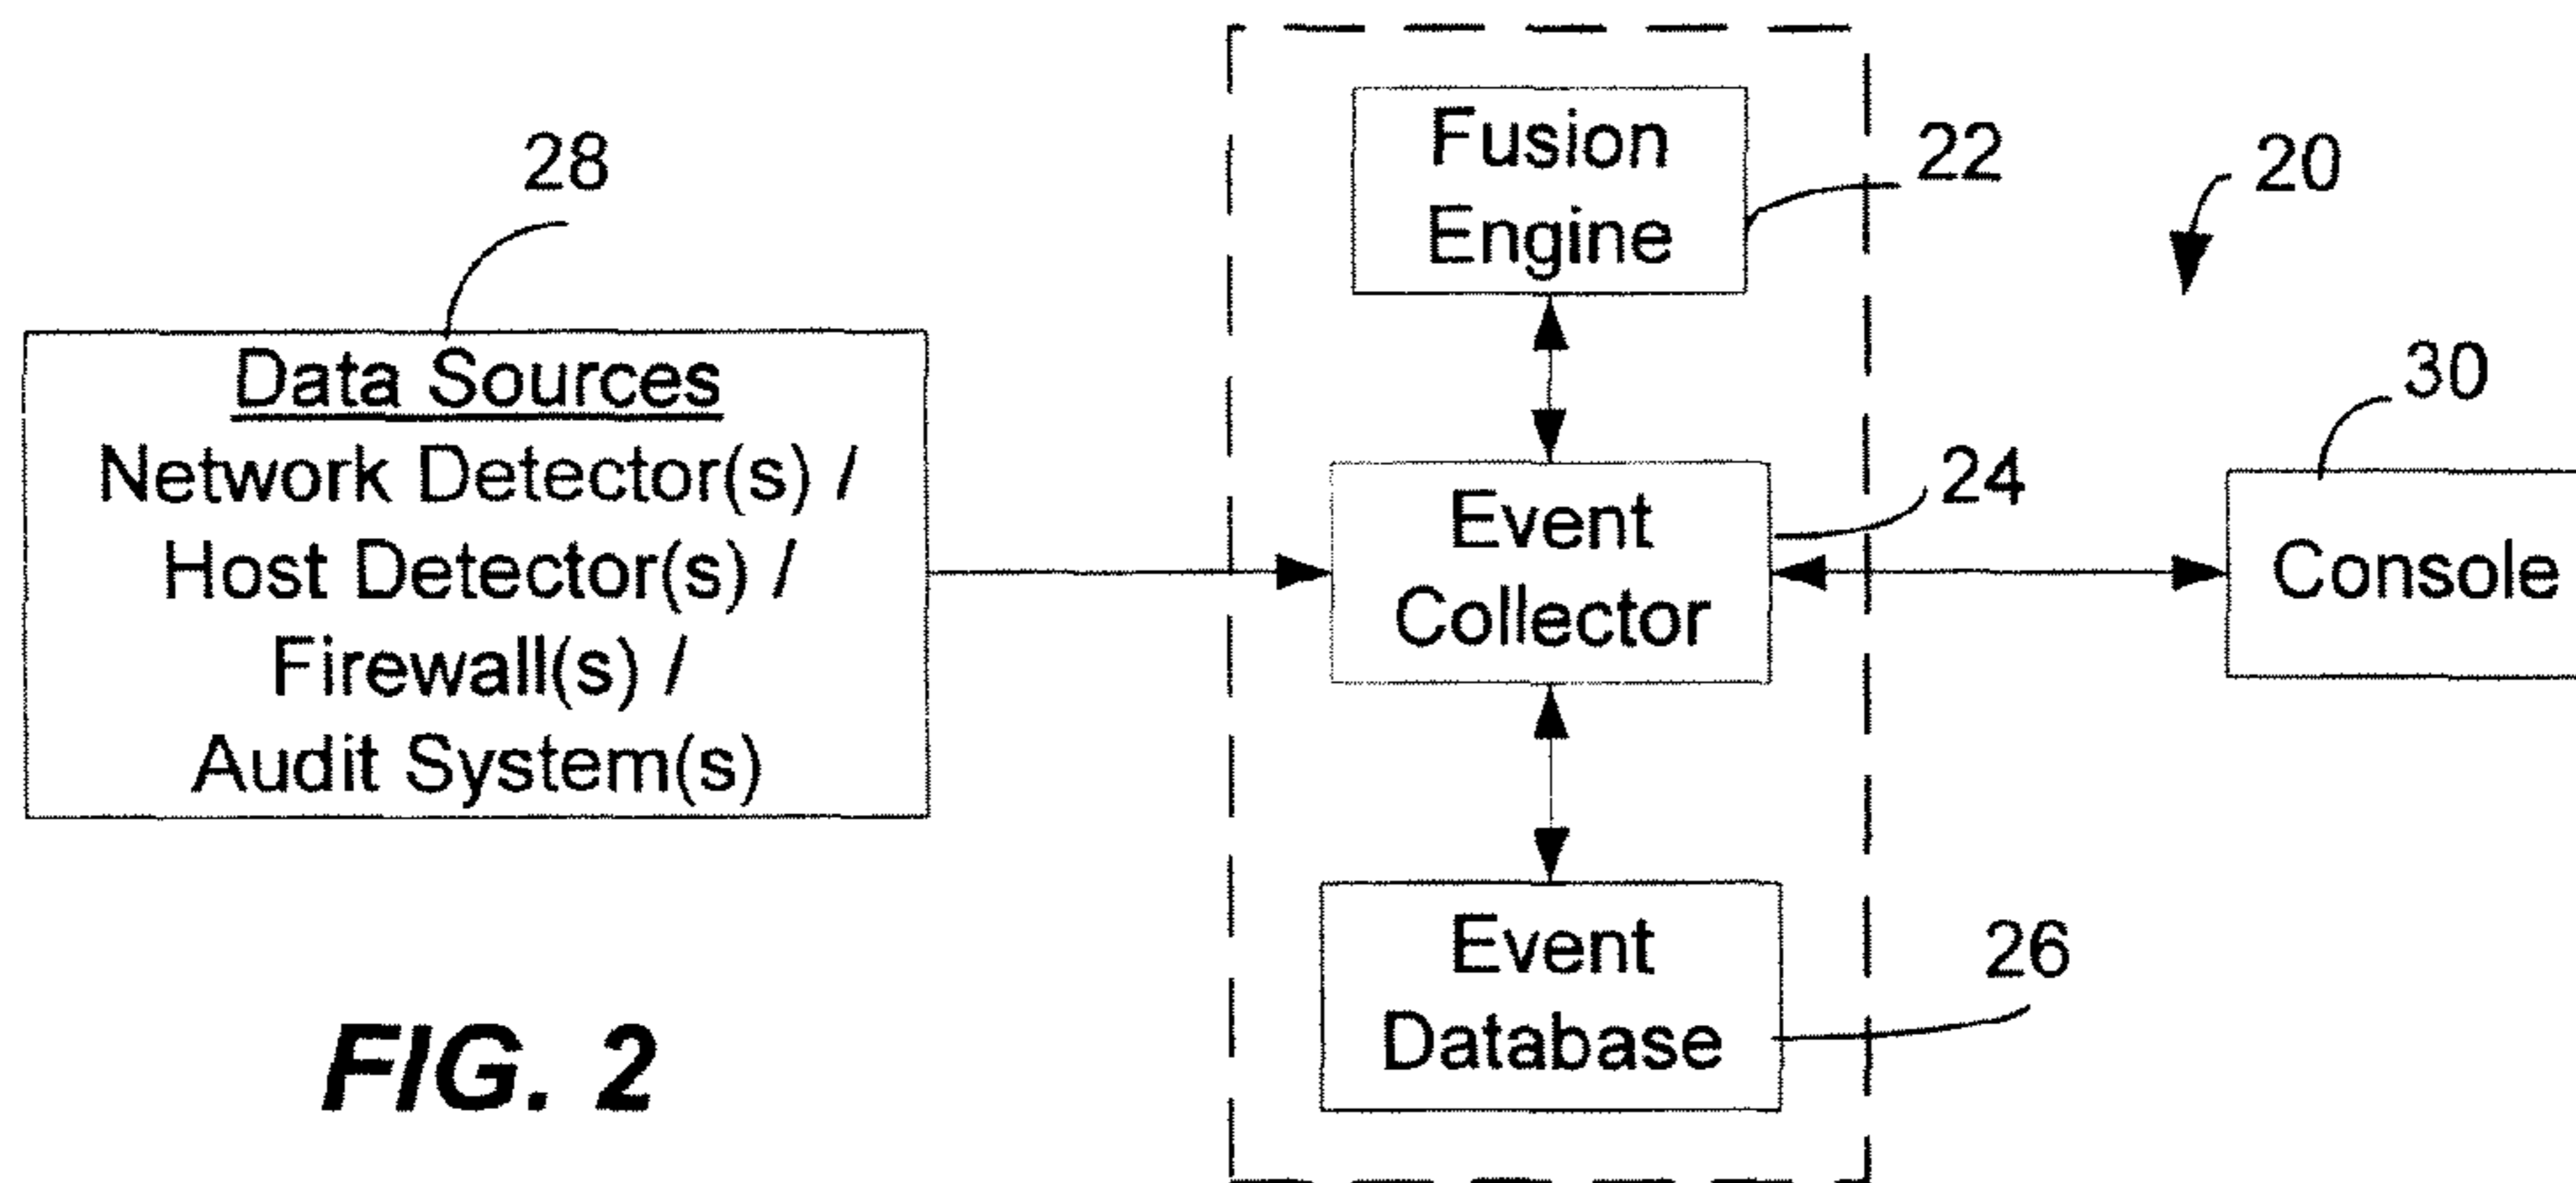 28
Data Sources
Network Detector(s) /
Host Detector(s) /
Firewall(s) /
Audit System(s)
Fusion
Engine
22
20
Event
Collector
24
30
Console
Event
Database
26
FIG. 2